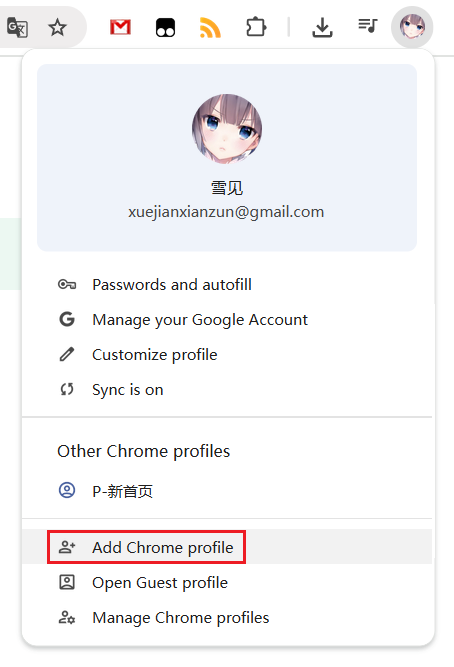 雪见
xuejianxianzun@gmail.com
Passwords and autofill
Manage your Google Account
Customize profile
Sync is on
Other Chrome profiles
P-新首页
Add Chrome profile
Open Guest profile
Manage Chrome profiles